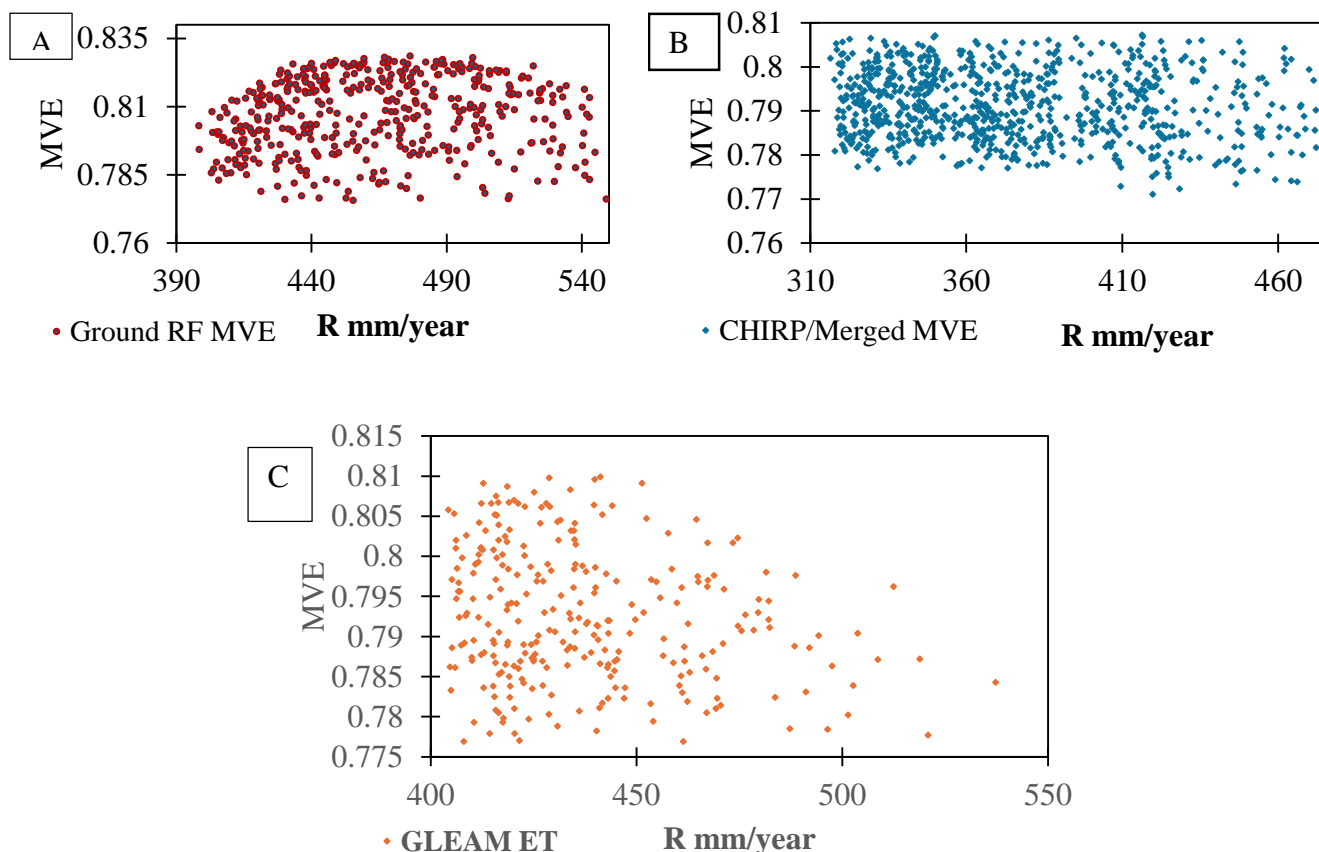 A
MVE
0.835
0.81
0.785
0.76
390 440 490 540
Ground RF MVE
R mm/year
B
MVE
0.81
0.8
0.79
0.78
0.77
0.76
310 360 410 460
CHIRP/Merged MVE
R mm/year
C
MVE
0.815
0.81
0.805
0.8
0.795
0.79
0.785
0.78
0.775
400 450 500 550
GLEAM ET
R mm/year